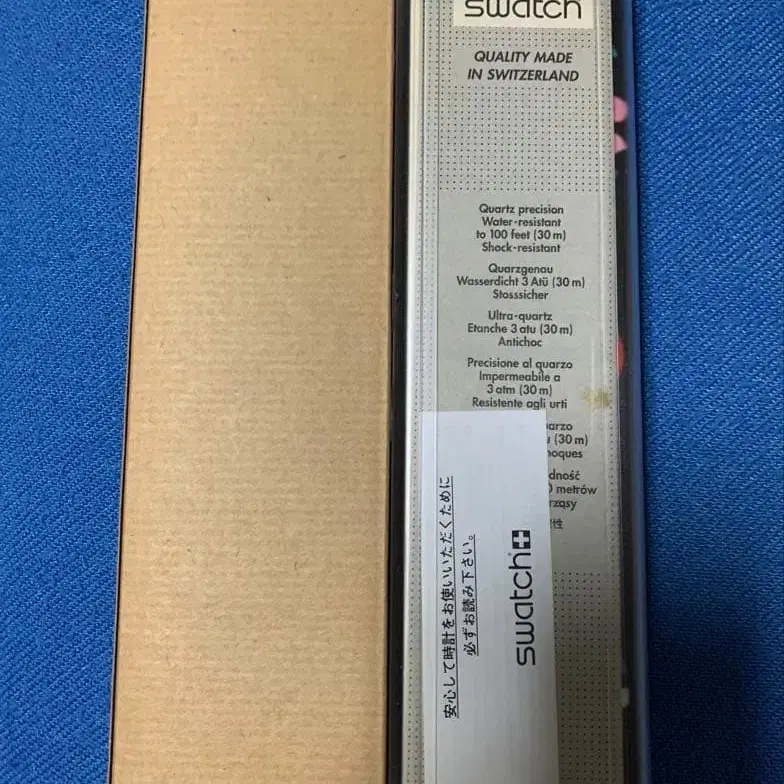 swatch
QUALITY MADE
IN SWITZERLAND
Quartz precision
Water-resistant
to 100 feet (30 m)
Shock-resistant
Quarzgenau
Wasserdicht 3 Atü (30 m)
Stosssicher
Ultra-quartz
Etanche 3 atu (30 m)
Antichoc
Precisione al quarzo
Impermeabile a
3 atm (30 m)
Resistente agli urti
(30 m)
metrów
安心して時計をお使いいただくために
必ずお読み下さい。
swatch